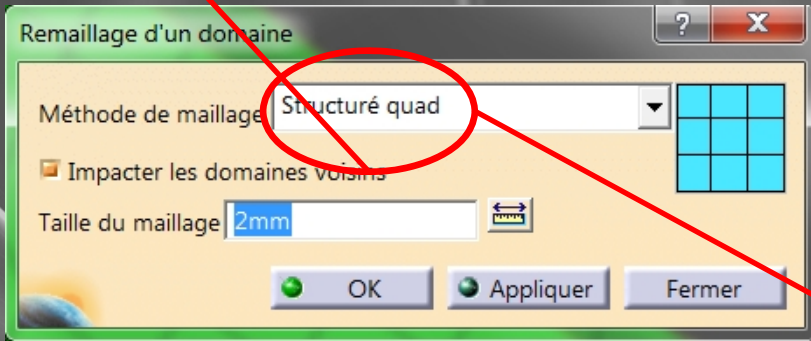 Remaillage d'un domaine
? X
Méthode de maillage Structuré quad
Impacter les domaines voisins
Taille du maillage 2mm
OK Appliquer Fermer